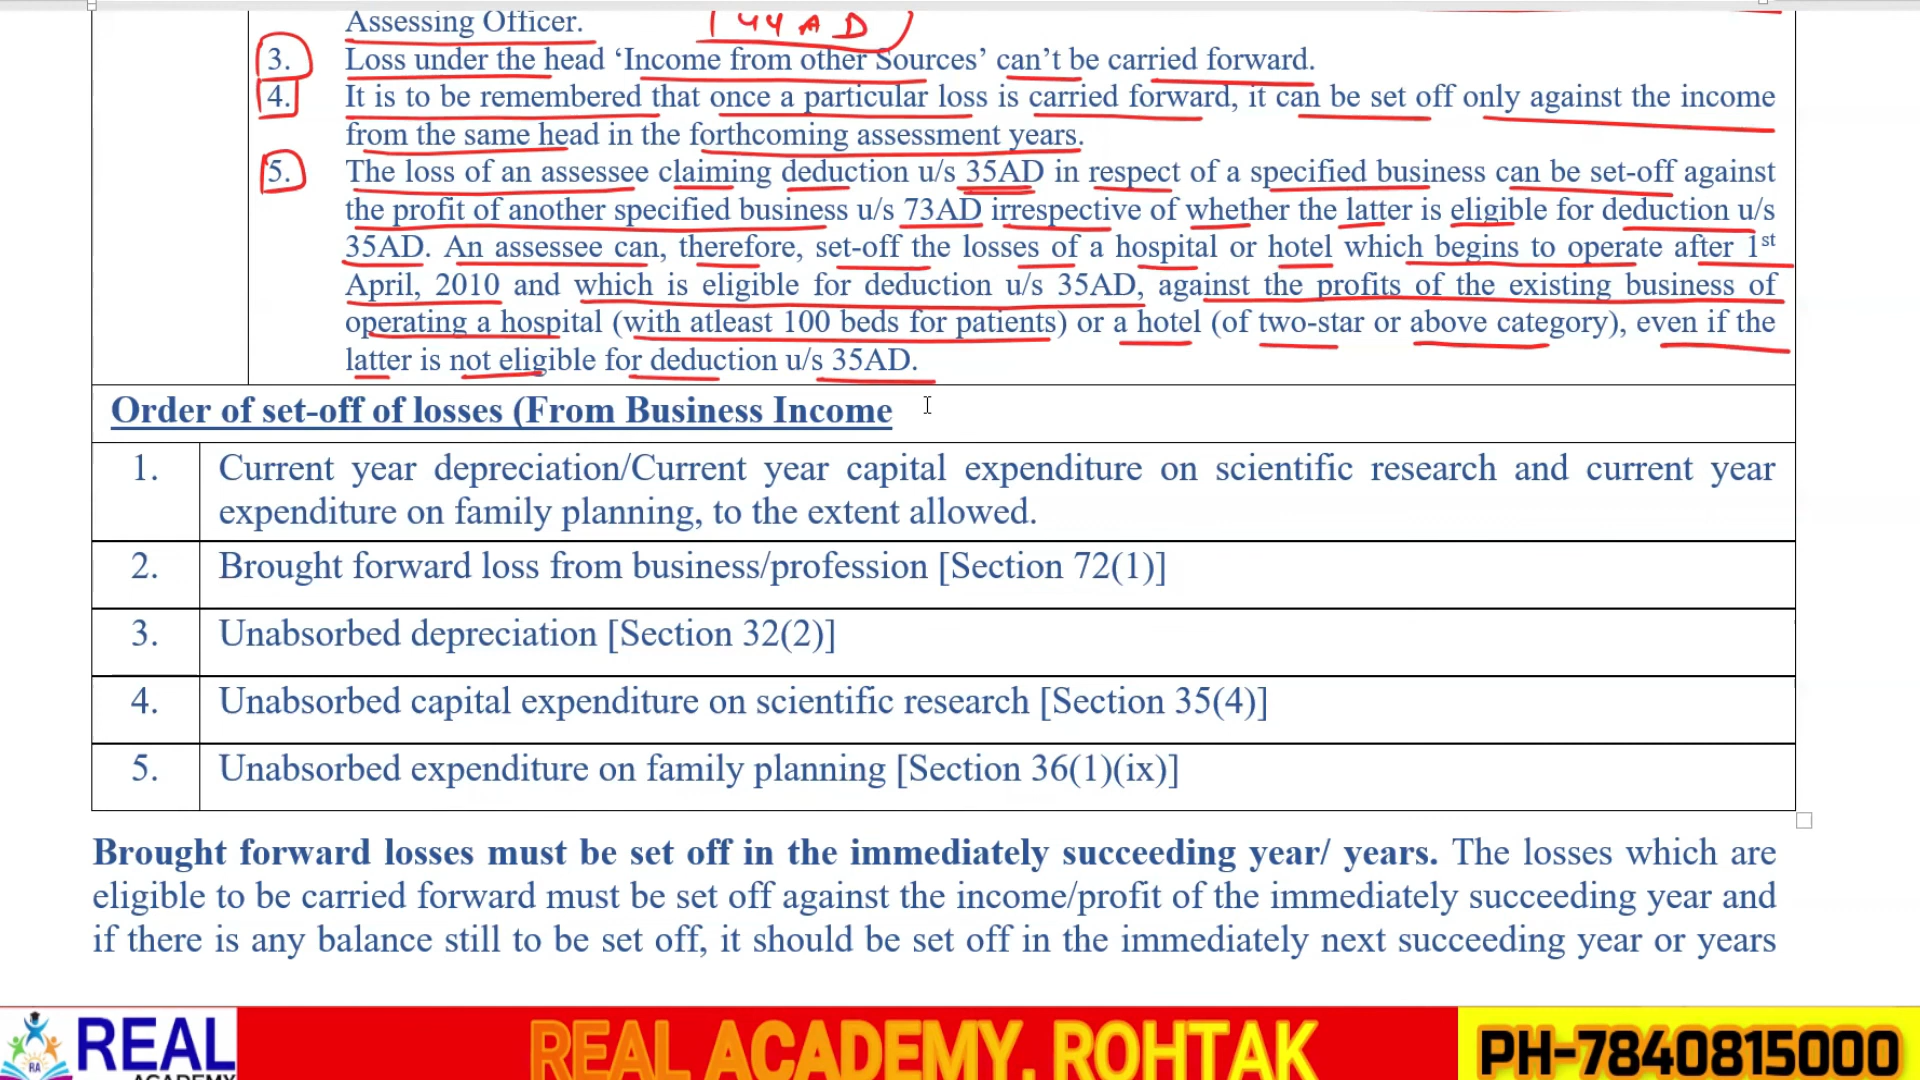 Assessing Officer. 44 A D
3. Loss under the head ‘Income from other Sources’ can’t be carried forward.
4. It is to be remembered that once a particular loss is carried forward, it can be set off only against the income
from the same head in the forthcoming assessment years.
5. The loss of an assessee claiming deduction u/s 35AD in respect of a specified business can be set-off against
the profit of another specified business u/s 73AD irrespective of whether the latter is eligible for deduction u/s
35AD. An assessee can, therefore, set-off the losses of a hospital or hotel which begins to operate after 1st
April, 2010 and which is eligible for deduction u/s 35AD, against the profits of the existing business of
operating a hospital (with atleast 100 beds for patients) or a hotel (of two-star or above category), even if the
latter is not eligible for deduction u/s 35AD.
Order of set-off of losses (From Business Income
1. Current year depreciation/Current year capital expenditure on scientific research and current year
expenditure on family planning, to the extent allowed.
2. Brought forward loss from business/profession [Section 72(1)]
3. Unabsorbed depreciation [Section 32(2)]
4. Unabsorbed capital expenditure on scientific research [Section 35(4)]
5. Unabsorbed expenditure on family planning [Section 36(1)(ix)]
Brought forward losses must be set off in the immediately succeeding year/ years. The losses which are
eligible to be carried forward must be set off against the income/profit of the immediately succeeding year and
if there is any balance still to be set off, it should be set off in the immediately next succeeding year or years
RA
REAL
ACADEMY
REAL ACADEMY, ROHTAK
PH-7840815000